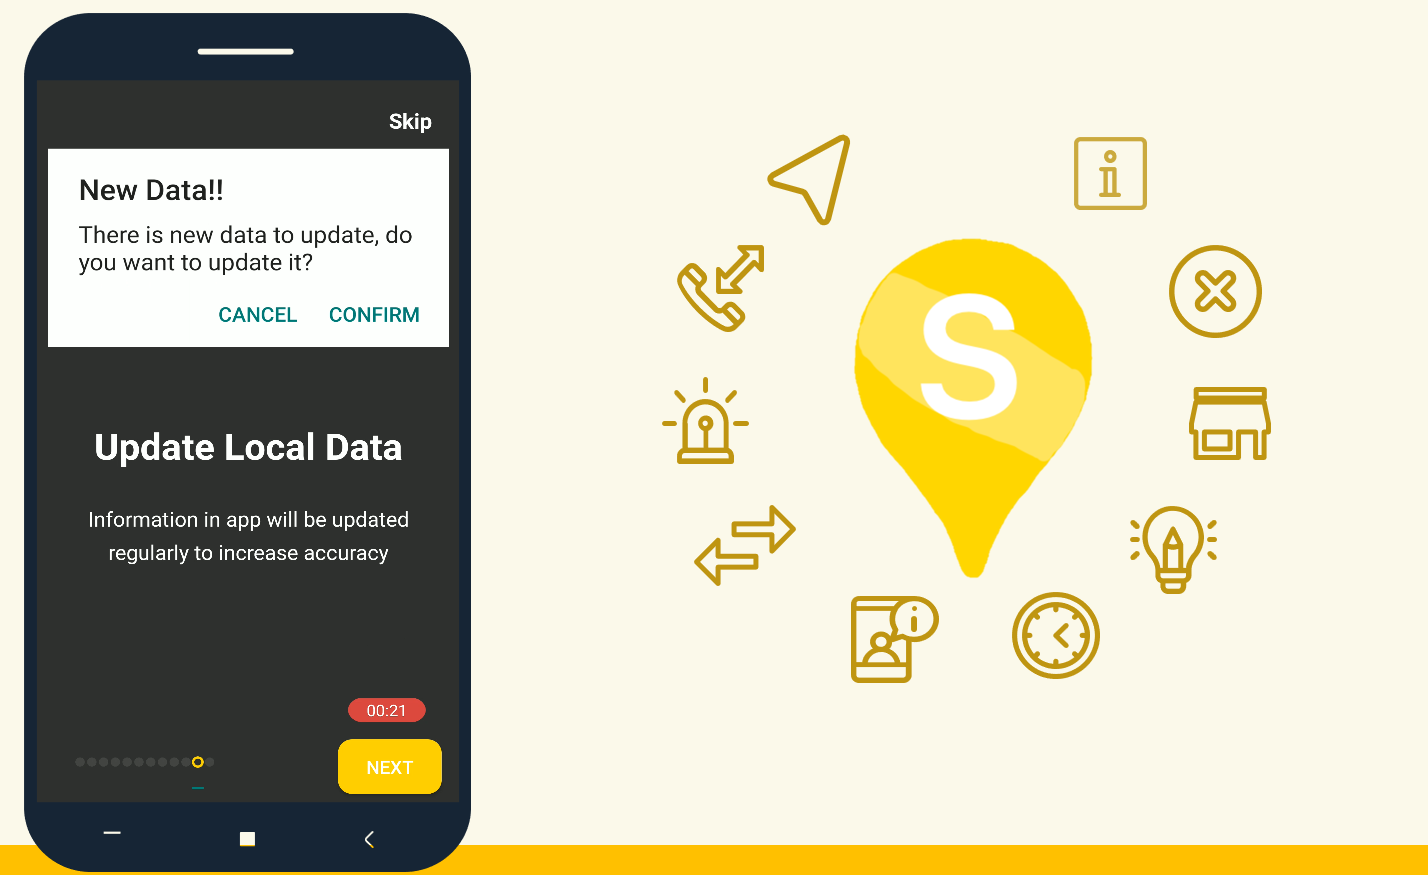 Skip
New Data!!
There is new data to update, do
you want to update it?
CANCEL CONFIRM
Update Local Data
Information in app will be updated
regularly to increase accuracy
00:21
NEXT
S
i
i